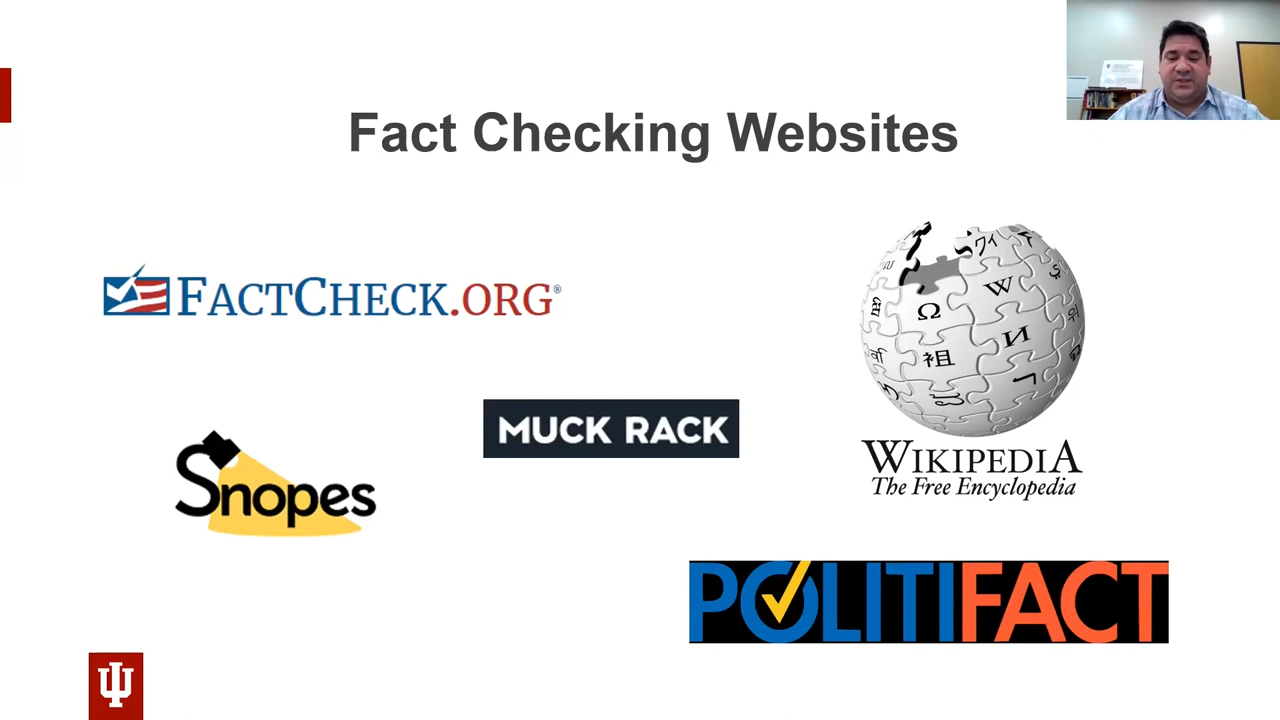 Fact Checking Websites
FACTCHECK.ORG®
WIKIPEDIA
The Free Encyclopedia
MUCK RACK
Snopes
POLITIFACT